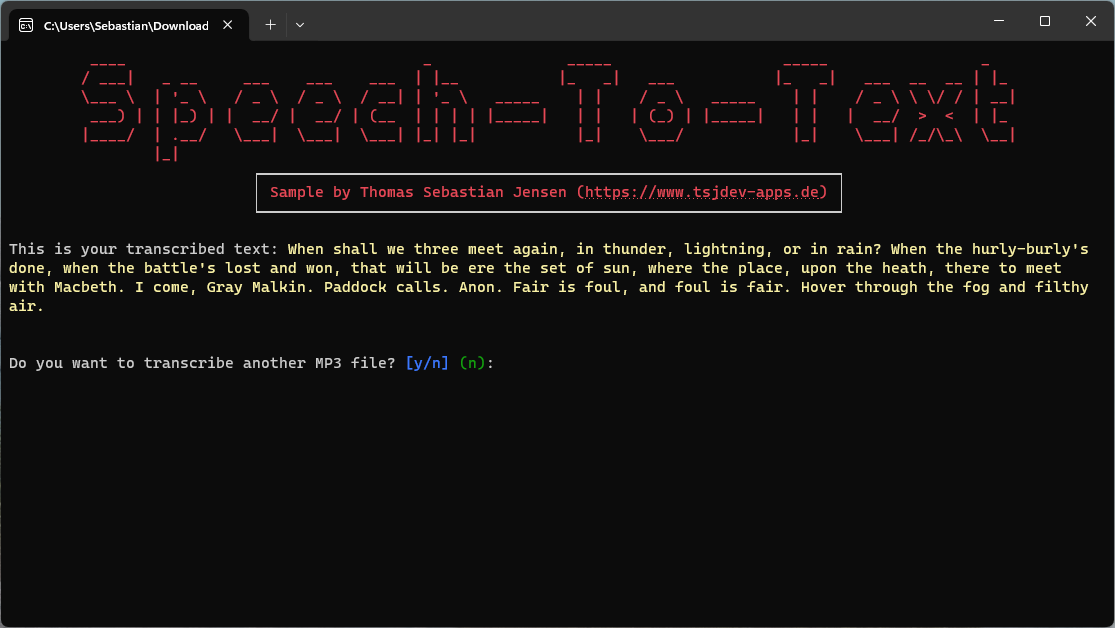 C:\Users\Sebastian\Download
Speech-To-Text
Sample by Thomas Sebastian Jensen (https://www.tsjdev-apps.de)
This is your transcribed text: When shall we three meet again, in thunder, lightning, or in rain? When the hurly-burly's
done, when the battle's lost and won, that will be ere the set of sun, where the place, upon the heath, there to meet
with Macbeth. I come, Gray Malkin. Paddock calls. Anon. Fair is foul, and foul is fair. Hover through the fog and filthy
air.
Do you want to transcribe another MP3 file? [y/n] (n):